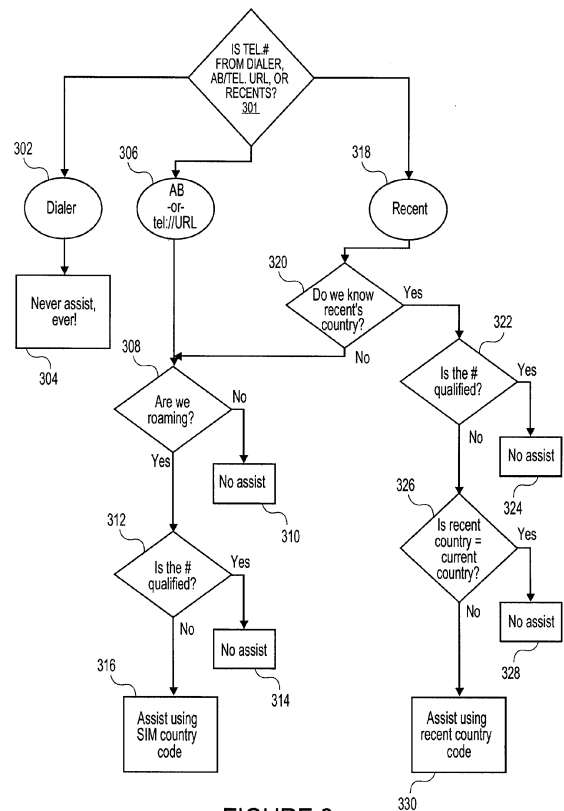 IS TEL.#
FROM DIALER,
AB/TEL. URL, OR
RECENTS?
301
302
Dialer
306
AB
-or-
tel://URL
318
Recent
Never assist,
ever!
304
320
Do we know
recent's
country?
Yes
No
308
Are we
roaming?
No
Yes
322
Is the #
qualified?
Yes
No
No assist
310
No assist
324
312
Is the #
qualified?
Yes
No
326
Is recent
country =
current
country?
Yes
No
No assist
314
No assist
328
316
Assist using
SIM country
code
Assist using
recent country
code
330